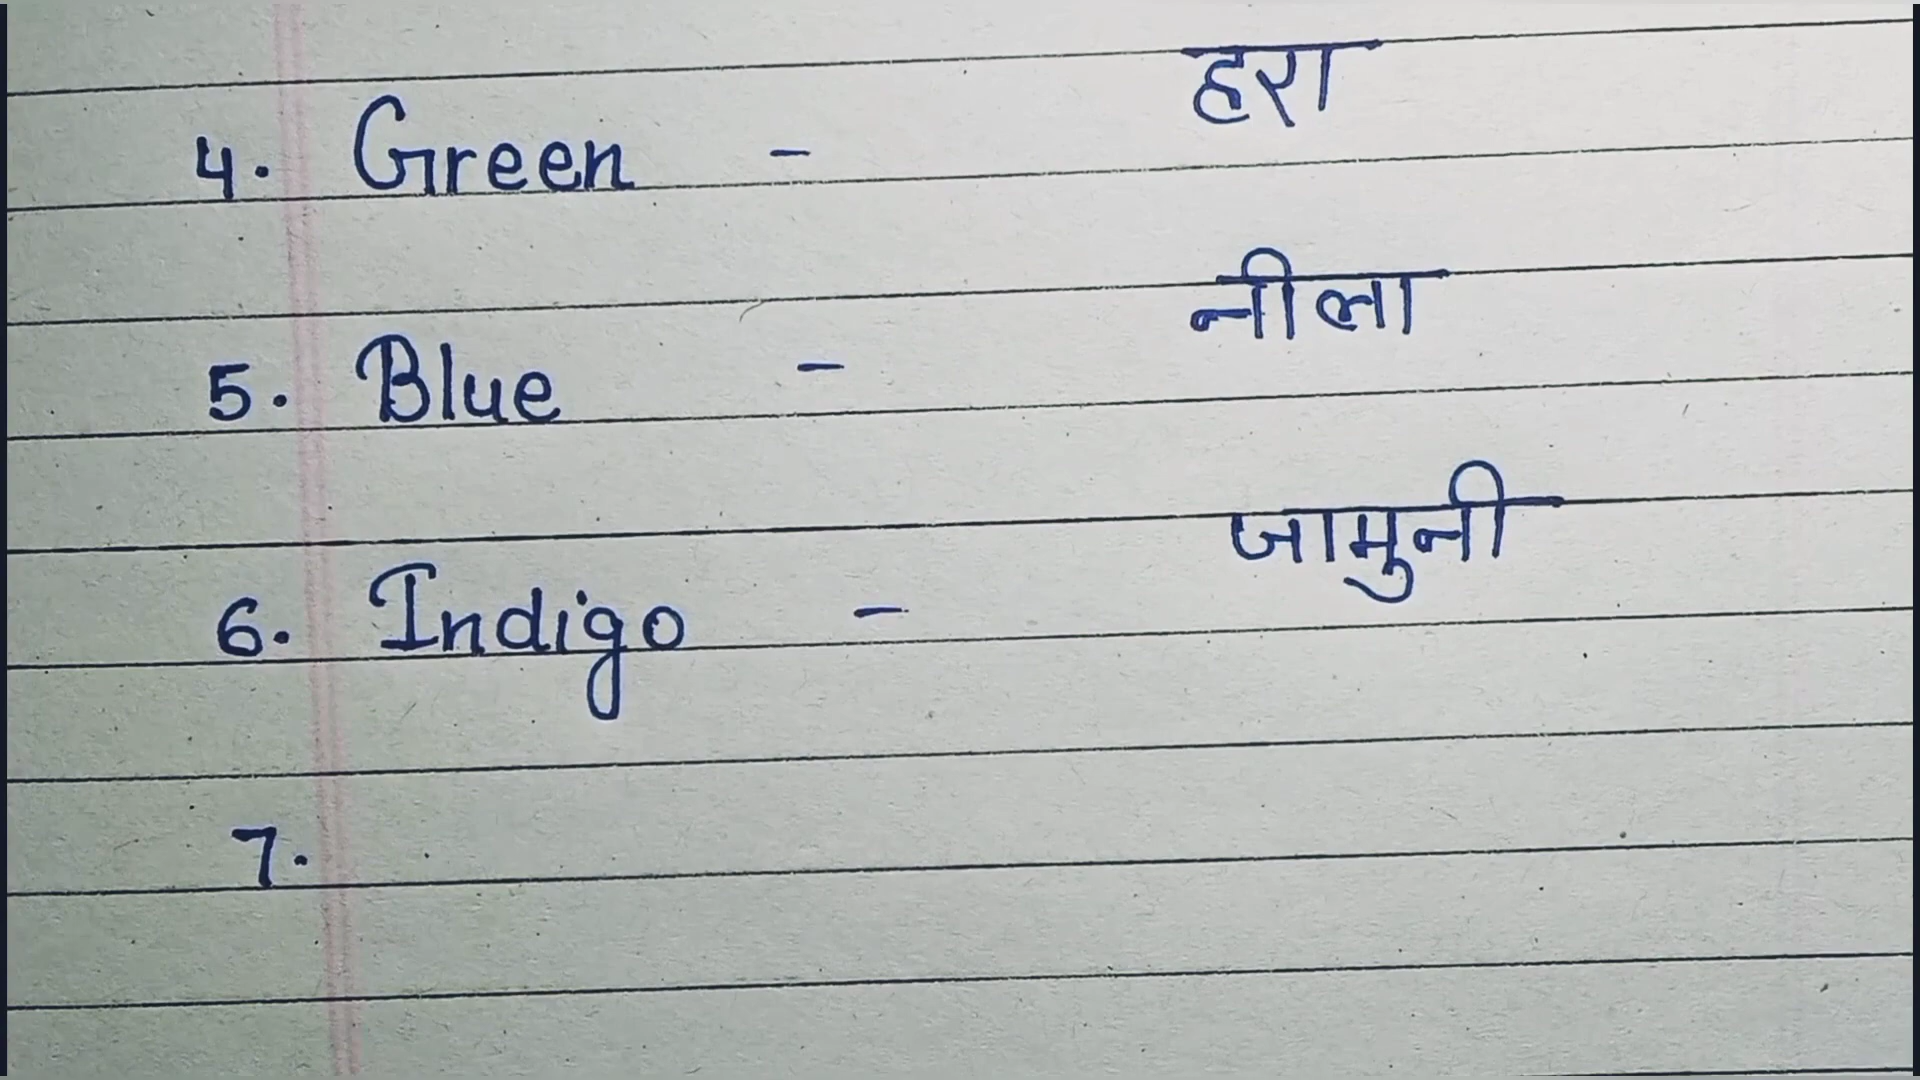 4. Green - हरा
5. Blue - नीला
6. Indigo - जामुनी
7.